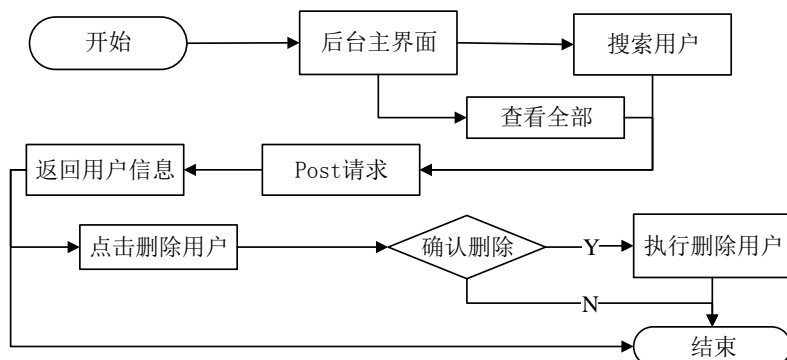 开始
后台主界面
搜索用户
查看全部
返回用户信息
Post请求
点击删除用户
确认删除
Y
执行删除用户
N
结束